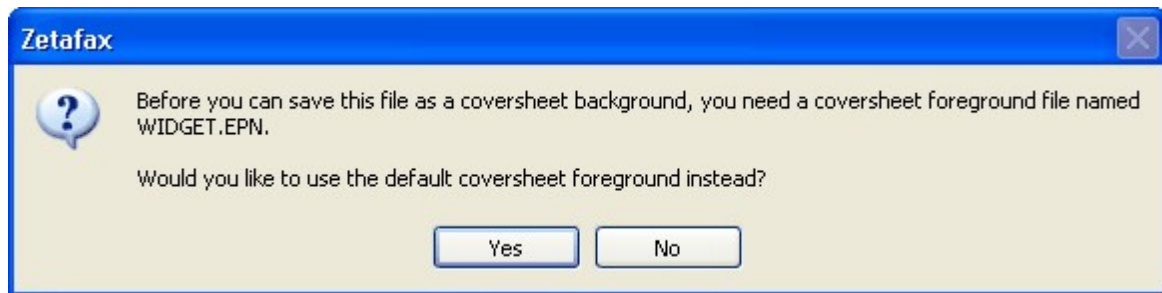 Zetafax
Before you can save this file as a coversheet background, you need a coversheet foreground file named
WIDGET.EPN.
Would you like to use the default coversheet foreground instead?
Yes No